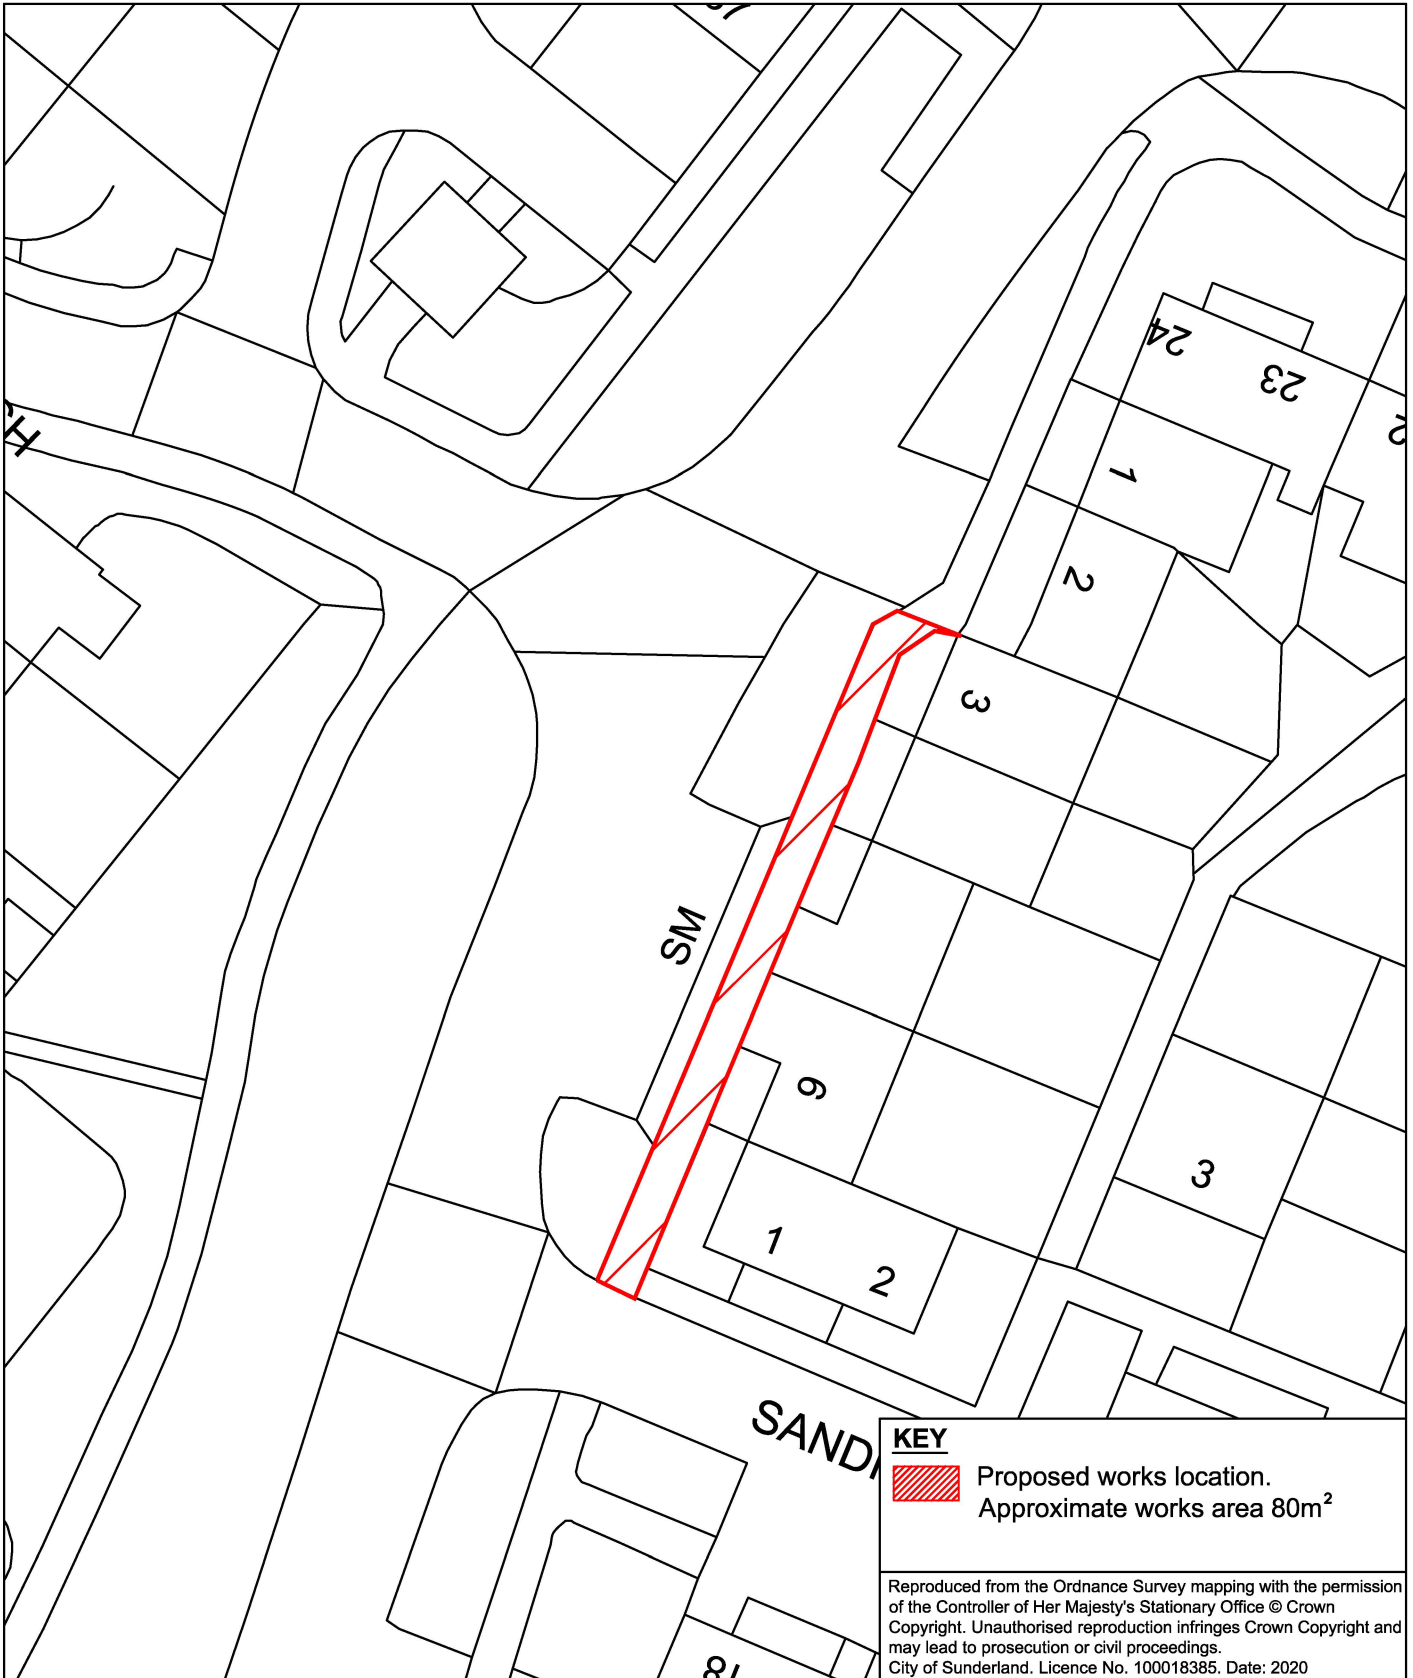 24
23
1
2
3
SM
6
3
1
2
KEY
Proposed works location.
Approximate works area 80m²
Reproduced from the Ordnance Survey mapping with the permission
of the Controller of Her Majesty's Stationary Office © Crown
Copyright. Unauthorised reproduction infringes Crown Copyright and
may lead to prosecution or civil proceedings.
City of Sunderland. Licence No. 100018385. Date: 2020